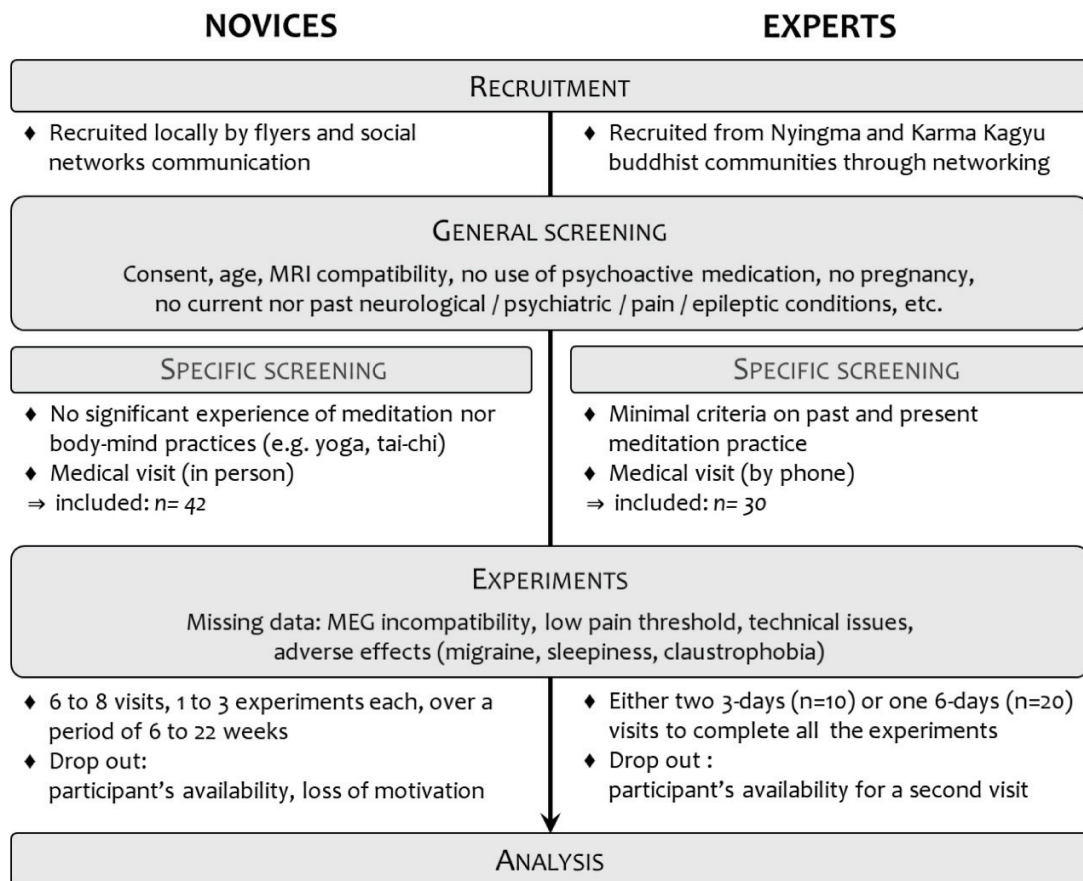 NOVICES
EXPERTS
RECRUITMENT
♦ Recruited locally by flyers and social
networks communication
♦ Recruited from Nyingma and Karma Kagyu
buddhist communities through networking
GENERAL SCREENING
Consent, age, MRI compatibility, no use of psychoactive medication, no pregnancy,
no current nor past neurological / psychiatric / pain / epileptic conditions, etc.
SPECIFIC SCREENING
♦ No significant experience of meditation nor
body-mind practices (e.g. yoga, tai-chi)
♦ Medical visit (in person)
⇒ included: n= 42
SPECIFIC SCREENING
♦ Minimal criteria on past and present
meditation practice
♦ Medical visit (by phone)
⇒ included: n= 30
EXPERIMENTS
Missing data: MEG incompatibility, low pain threshold, technical issues,
adverse effects (migraine, sleepiness, claustrophobia)
♦ 6 to 8 visits, 1 to 3 experiments each, over a
period of 6 to 22 weeks
♦ Drop out:
participant's availability, loss of motivation
♦ Either two 3-days (n=10) or one 6-days (n=20)
visits to complete all the experiments
♦ Drop out :
participant's availability for a second visit
ANALYSIS